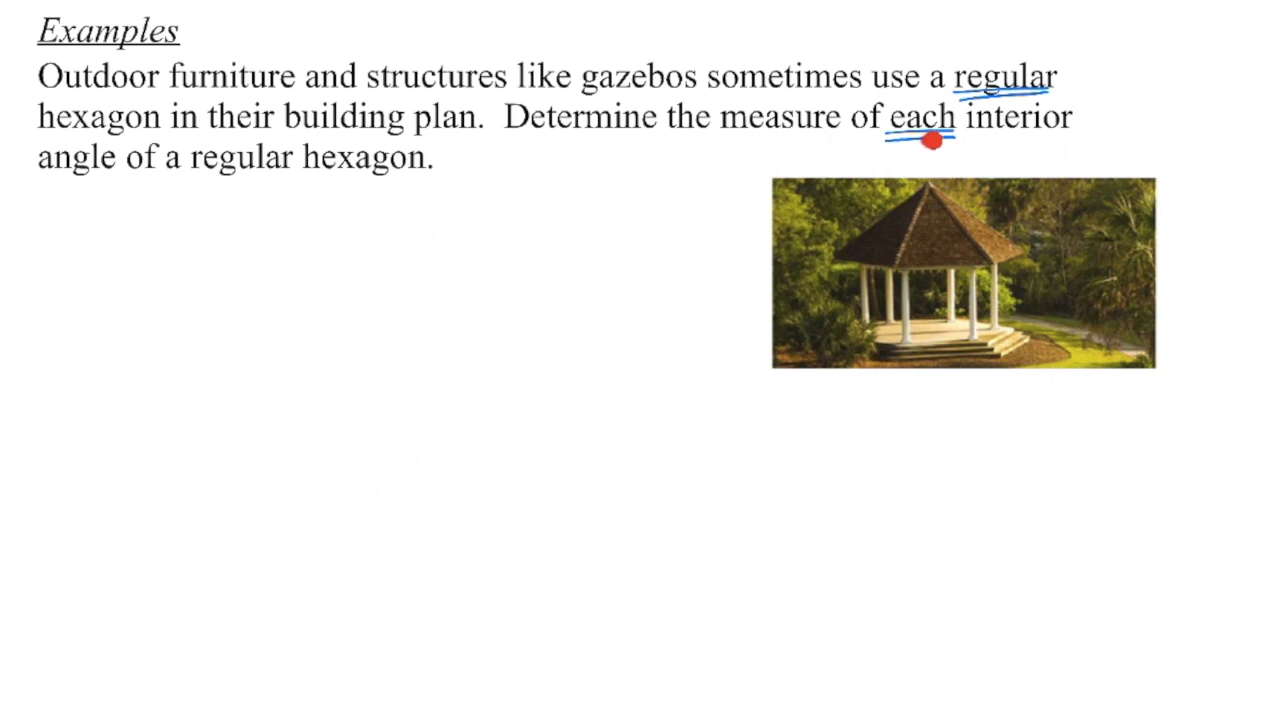 Examples
Outdoor furniture and structures like gazebos sometimes use a regular
hexagon in their building plan.  Determine the measure of each interior
angle of a regular hexagon.